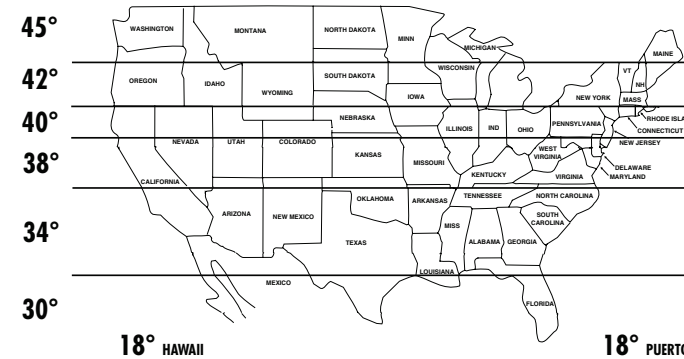 45°
WASHINGTON
MONTANA
NORTH DAKOTA
MINN
MICHIGAN
MAINE
42°
OREGON
IDAHO
WYOMING
SOUTH DAKOTA
WISCONSIN
VT
NH
IOWA
NEW YORK
MASS
40°
NEBRASKA
RHODE ISLA
CONNECTICUT
NEVADA
UTAH
COLORADO
ILLINOIS
IND
OHIO
PENNSYLVANIA
NEW JERSEY
38°
KANSAS
MISSOURI
WEST
VIRGINIA
DELAWARE
MARYLAND
CALIFORNIA
KENTUCKY
VIRGINIA
34°
ARIZONA
NEW MEXICO
OKLAHOMA
ARKANSAS
TENNESSEE
NORTH CAROLINA
SOUTH
CAROLINA
TEXAS
MISS
ALABAMA
GEORGIA
LOUISIANA
30°
MEXICO
FLORIDA
18° HAWAII
18° PUERTO